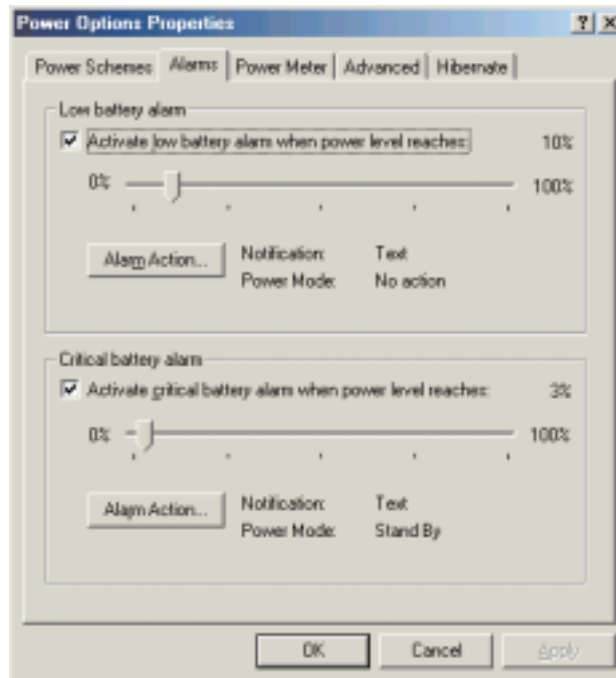 Power Options Properties
Power Schemes Alarms Power Meter Advanced Hibernate
Low battery alarm
Activate low battery alarm when power level reaches: 10%
0% 100%
Alarm Action... Notification: Text
Power Mode: No action
Critical battery alarm
Activate critical battery alarm when power level reaches: 3%
0% 100%
Alarm Action... Notification: Text
Power Mode: Stand By
OK Cancel Apply